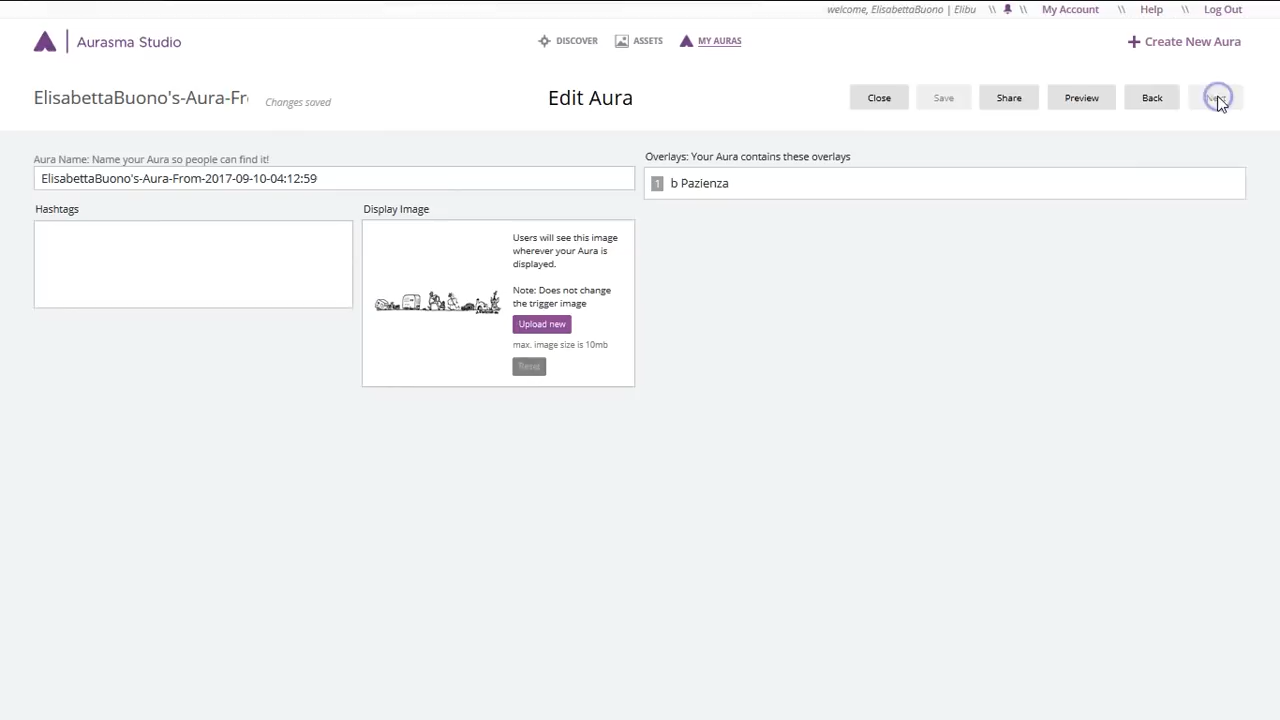 welcome, ElisabettaBuono | Elibu \\ \\ My Account \\ Help \\ Log Out
Aurasma Studio
DISCOVER ASSETS MY AURAS
Create New Aura
ElisabettaBuono's-Aura-Fr
Changes saved
Edit Aura
Close Save Share Preview Back
Aura Name: Name your Aura so people can find it!
ElisabettaBuono's-Aura-From-2017-09-10-04:12:59
Overlays: Your Aura contains these overlays
1 b Pazienza
Hashtags
Display Image
Users will see this image
wherever your Aura is
displayed.
Note: Does not change
the trigger image
Upload new
max. image size is 10mb
Reset